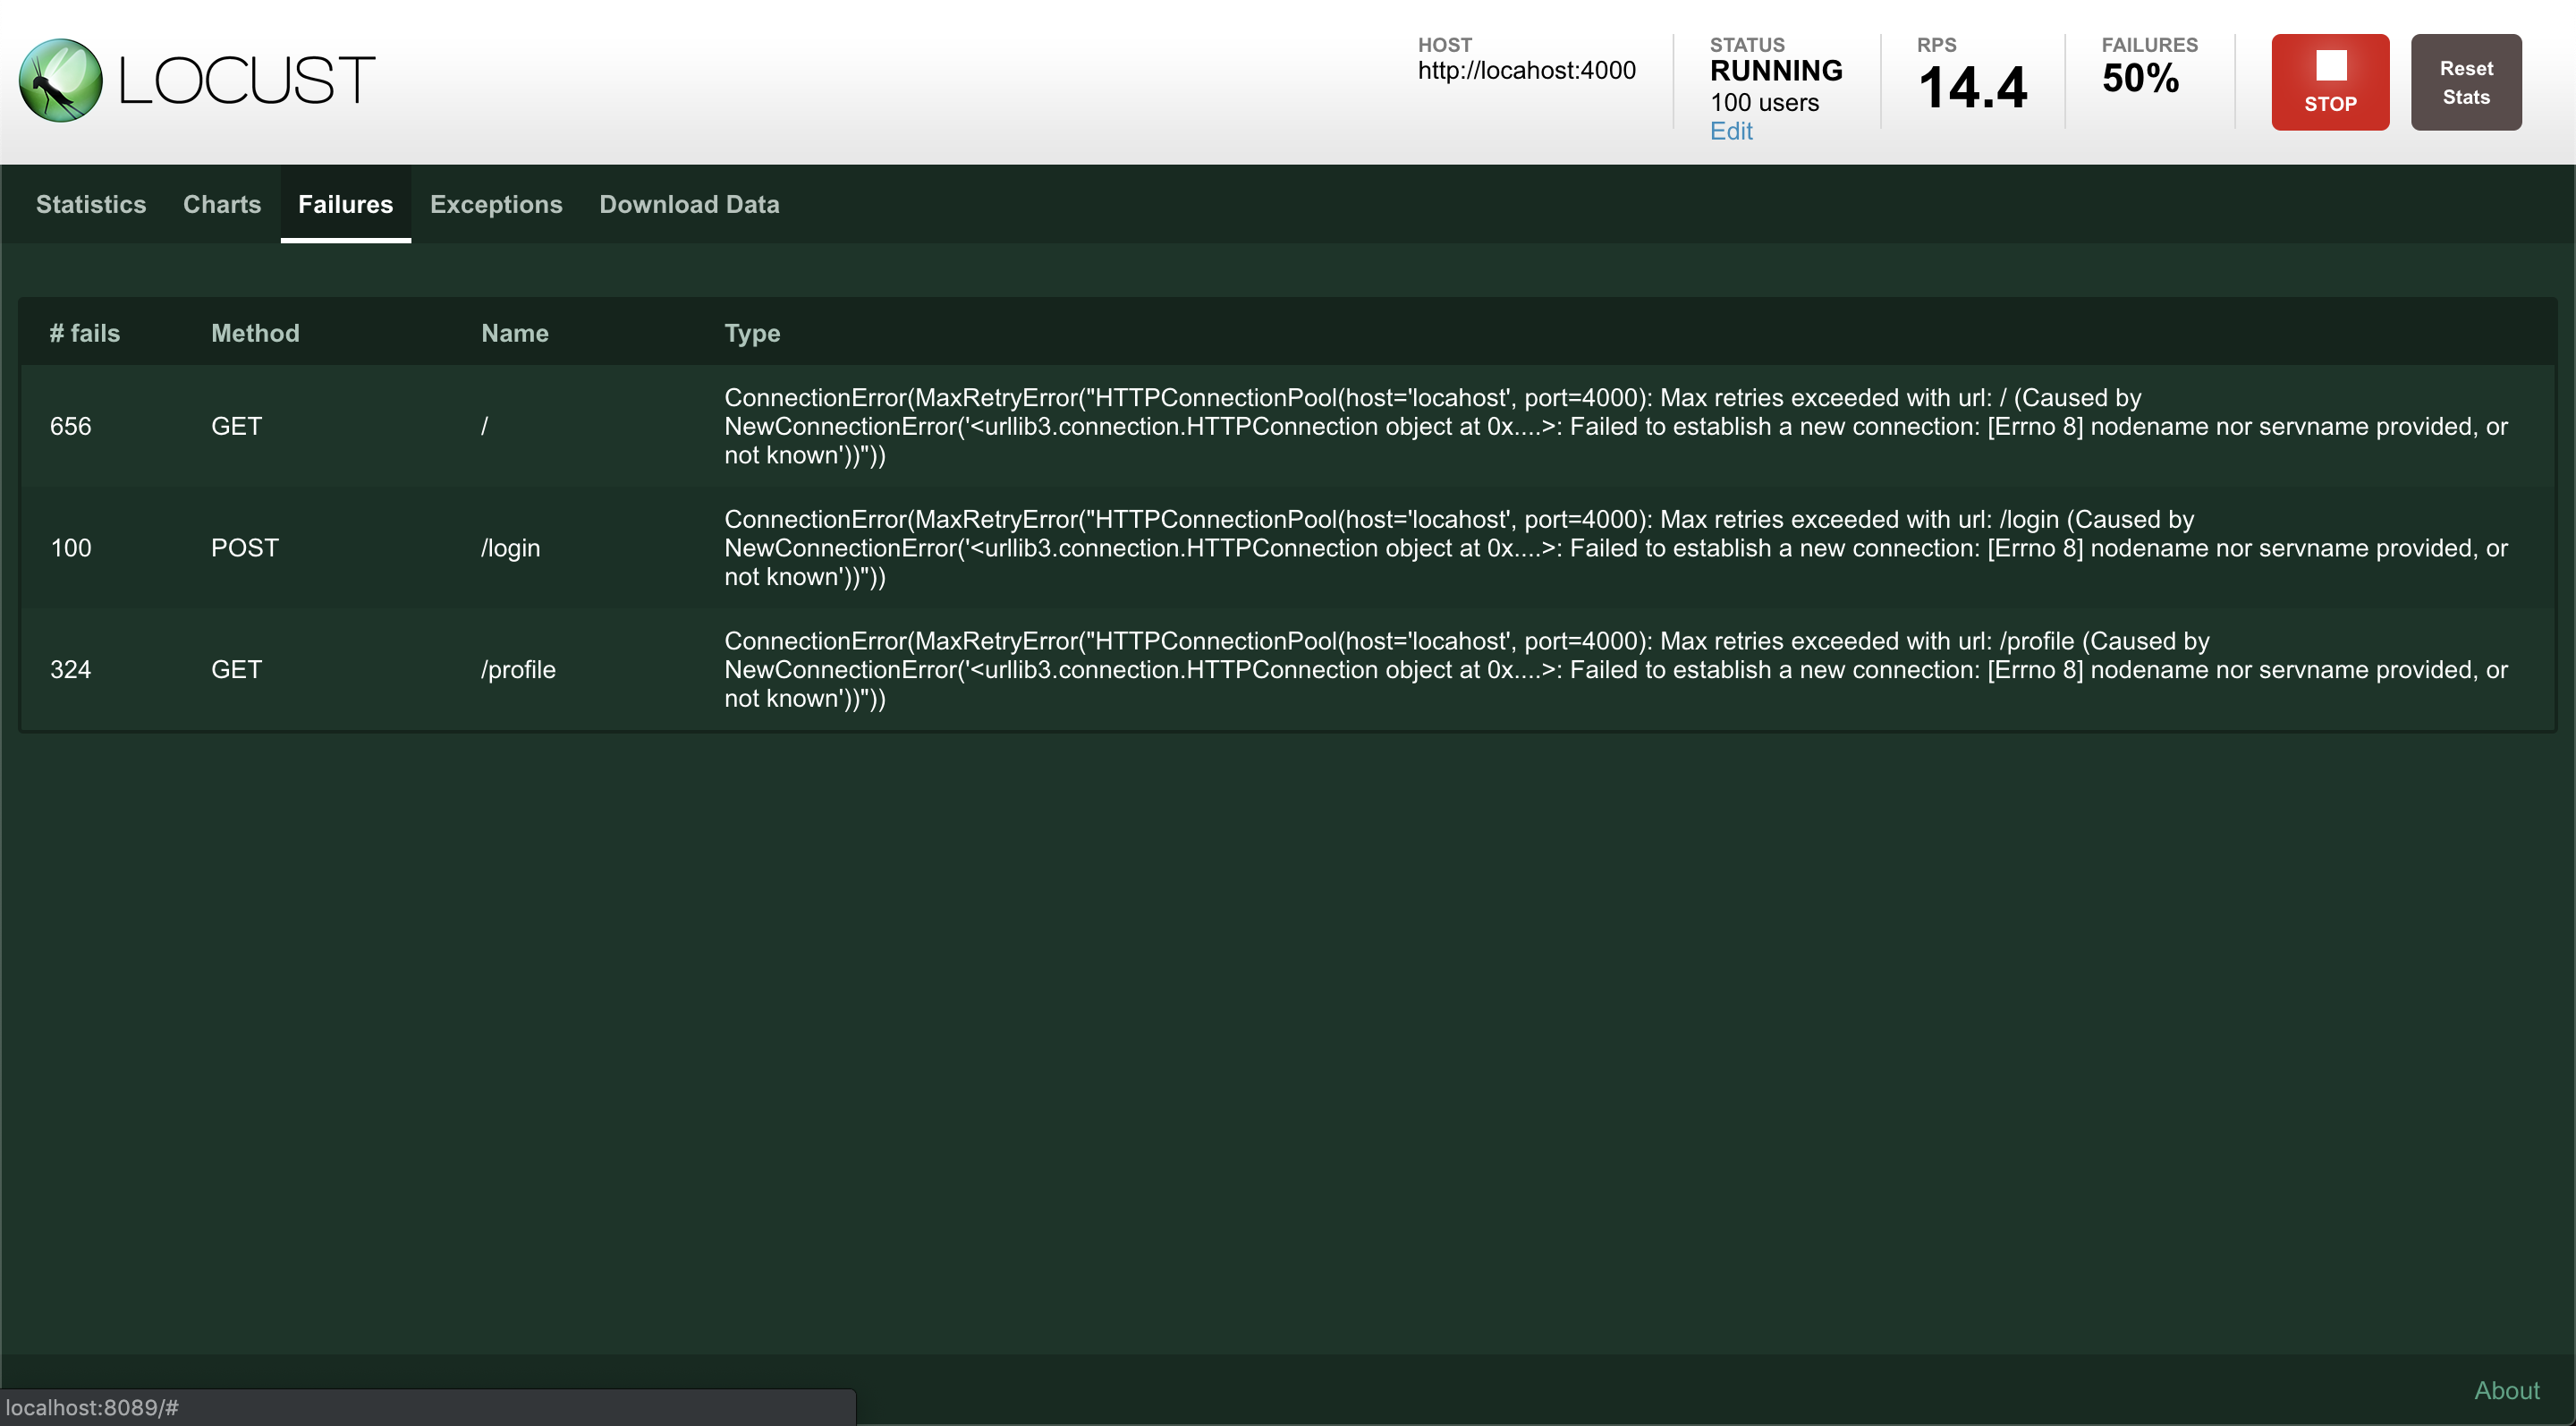 LOCUST
HOST
http://locahost:4000
STATUS
RUNNING
100 users
Edit
RPS
14.4
FAILURES
50%
STOP
Reset
Stats
Statistics Charts Failures Exceptions Download Data
# fails Method Name Type
656 GET / ConnectionError(MaxRetryError("HTTPConnectionPool(host='locahost', port=4000): Max retries exceeded with url: / (Caused by
NewConnectionError('<urllib3.connection.HTTPConnection object at 0x....>: Failed to establish a new connection: [Errno 8] nodename nor servname provided, or
not known'))"))
100 POST /login ConnectionError(MaxRetryError("HTTPConnectionPool(host='locahost', port=4000): Max retries exceeded with url: /login (Caused by
NewConnectionError('<urllib3.connection.HTTPConnection object at 0x....>: Failed to establish a new connection: [Errno 8] nodename nor servname provided, or
not known'))"))
324 GET /profile ConnectionError(MaxRetryError("HTTPConnectionPool(host='locahost', port=4000): Max retries exceeded with url: /profile (Caused by
NewConnectionError('<urllib3.connection.HTTPConnection object at 0x....>: Failed to establish a new connection: [Errno 8] nodename nor servname provided, or
not known'))"))
About
localhost:8089/#